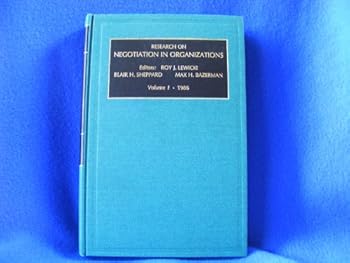 RESEARCH ON
NEGOTIATION IN ORGANIZATIONS
Editors: ROY J. LEWICKI
BLAIR H. SHEPPARD MAX H. BAZERMAN
Volume 1 • 1986